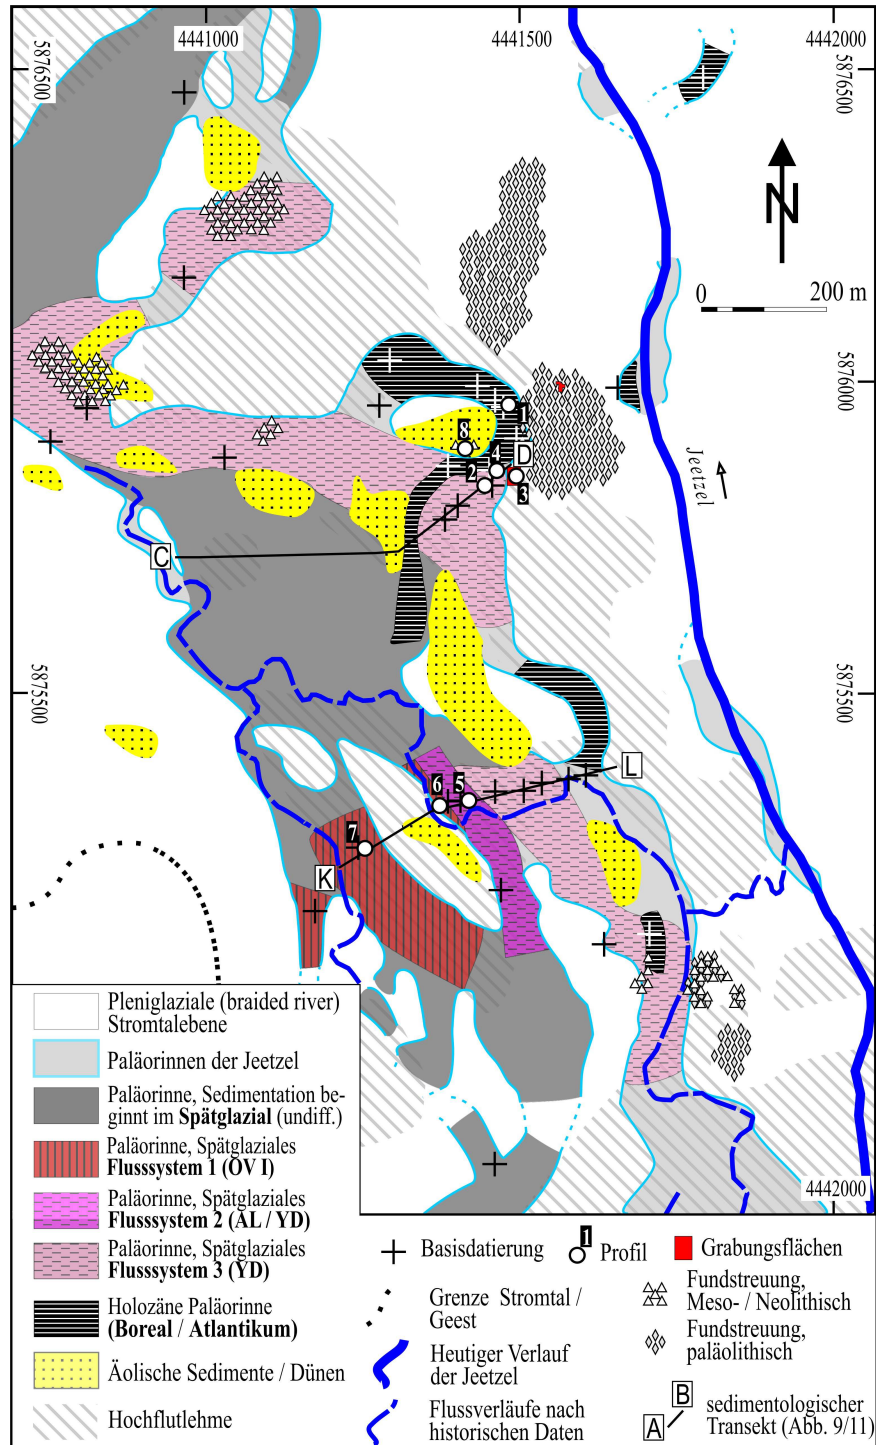 4441000
4441500
4442000
5876500
5876500
N
0 200 m
5876000
1
8
D
4
2
3
Jeetzel
C
5875500
5875500
L
6
5
7
K
4442000
Pleniglaziale (braided river)
Stromtalebene
Paläorinnen der Jeetzel
Paläorinne, Sedimentation be-
ginnt im Spätglazial (undiff.)
Paläorinne, Spätglaziales
Flusssystem 1 (ÖV I)
Paläorinne, Spätglaziales
Flusssystem 2 (AL / YD)
Paläorinne, Spätglaziales
Flusssystem 3 (YD)
Holozäne Paläorinne
(Boreal / Atlantikum)
Äolische Sedimente / Dünen
Hochflutlehme
Basisdatierung
Grenze Stromtal /
Geest
Heutiger Verlauf
der Jeetzel
Flussverläufe nach
historischen Daten
1
Profil
Grabungsflächen
Fundstreuung,
Meso- / Neolithisch
Fundstreuung,
paläolithisch
B
A
sedimentologischer
Transekt (Abb. 9/11)